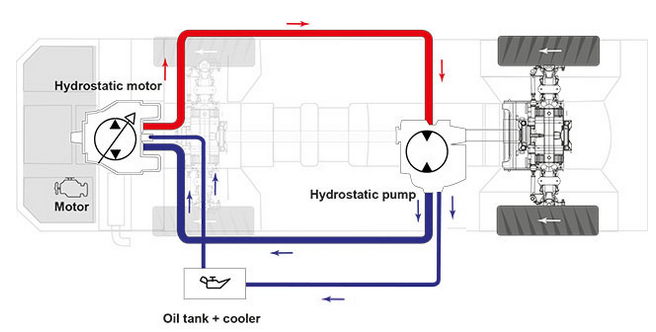 Hydrostatic motor
Motor
Hydrostatic pump
Oil tank + cooler